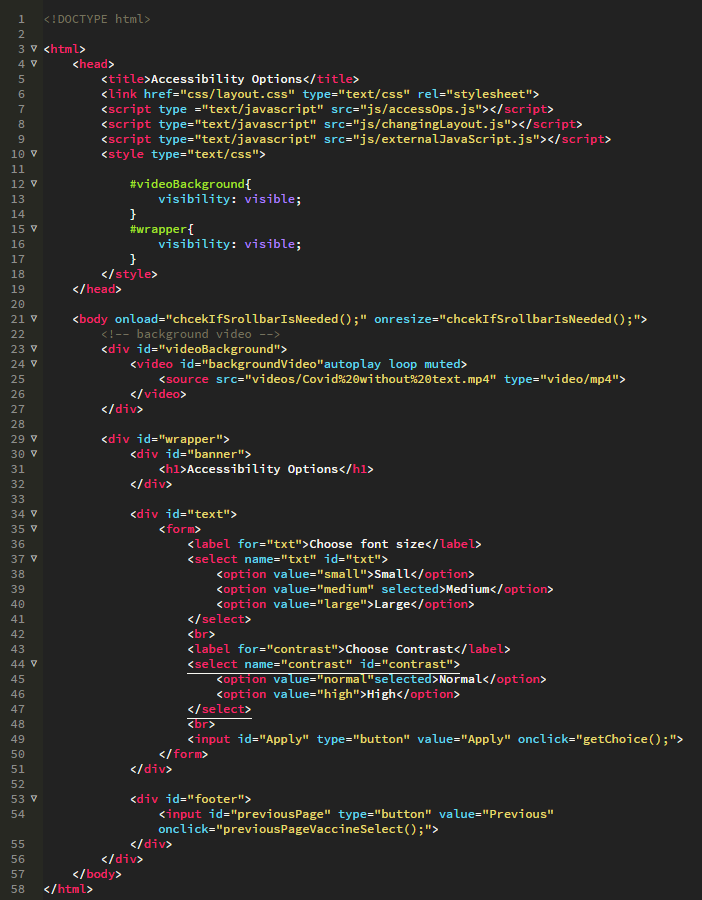 1 <!DOCTYPE html>
2
3 <html>
4     <head>
5         <title>Accessibility Options</title>
6         <link href="css/layout.css" type="text/css" rel="stylesheet">
7         <script type ="text/javascript" src="js/accessOps.js"></script>
8         <script type="text/javascript" src="js/changingLayout.js"></script>
9         <script type="text/javascript" src="js/externalJavaScript.js"></script>
10         <style type="text/css">
11
12             #videoBackground{
13                 visibility: visible;
14             }
15             #wrapper{
16                 visibility: visible;
17             }
18         </style>
19     </head>
20
21     <body onload="chcekIfSrollbarIsNeeded();" onresize="chcekIfSrollbarIsNeeded();">
22         <!-- background video -->
23         <div id="videoBackground">
24             <video id="backgroundVideo"autoplay loop muted>
25                 <source src="videos/Covid%20without%20text.mp4" type="video/mp4">
26             </video>
27         </div>
28
29         <div id="wrapper">
30             <div id="banner">
31                 <h1>Accessibility Options</h1>
32             </div>
33
34             <div id="text">
35                 <form>
36                     <label for="txt">Choose font size</label>
37                     <select name="txt" id="txt">
38                         <option value="small">Small</option>
39                         <option value="medium" selected>Medium</option>
40                         <option value="large">Large</option>
41                     </select>
42                     <br>
43                     <label for="contrast">Choose Contrast</label>
44                     <select name="contrast" id="contrast">
45                         <option value="normal"selected>Normal</option>
46                         <option value="high">High</option>
47                     </select>
48                     <br>
49                     <input id="Apply" type="button" value="Apply" onclick="getChoice();">
50                 </form>
51             </div>
52
53             <div id="footer">
54                 <input id="previousPage" type="button" value="Previous"
                onclick="previousPageVaccineSelect();">
55             </div>
56         </div>
57     </body>
58 </html>